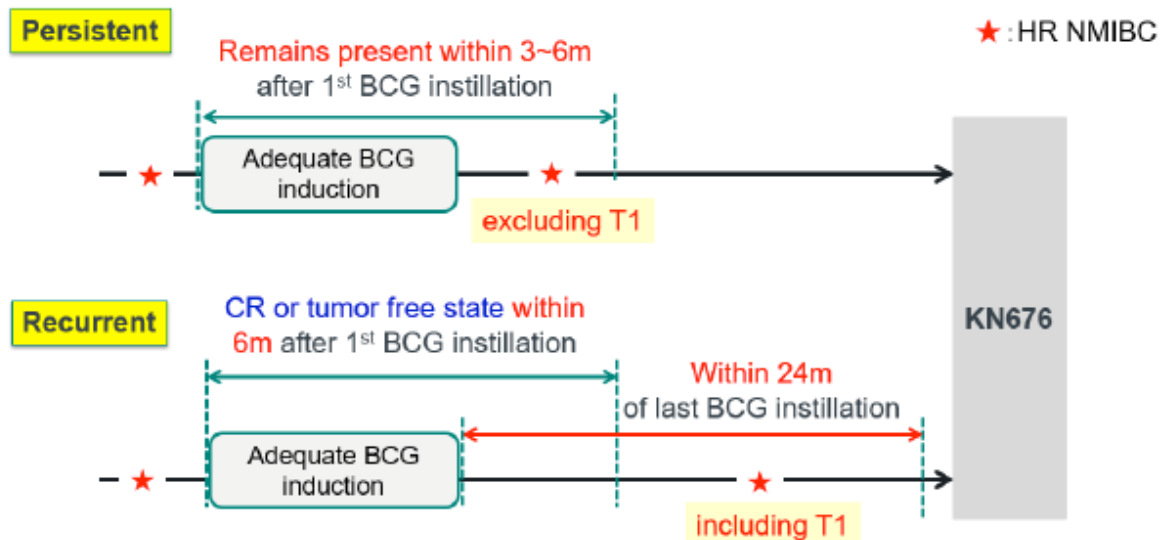 Persistent
★ : HR NMIBC
Remains present within 3~6m
after 1st BCG instillation
Adequate BCG
induction
excluding T1
Recurrent
CR or tumor free state within
6m after 1st BCG instillation
Within 24m
of last BCG instillation
Adequate BCG
induction
including T1
KN676